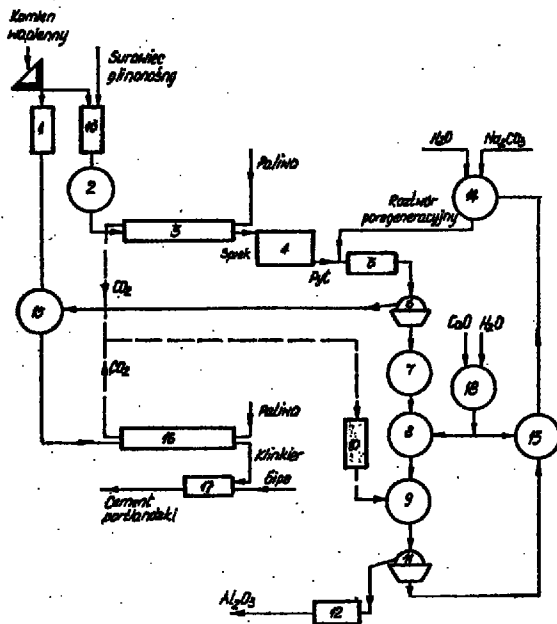 Kamień
wapienny
Surowiec
glinonośny
1
1a
2
Paliwo
3
Spiek
4
Pył
5
H₂O
Na₂CO₃
14
Roztwór
poregeneracyjny
CO₂
6
15
7
CaO H₂O
18
CO₂
Paliwo
16
10
8
15
Klinkier
Gips
17
9
Cement
portlandzki
11
Al₂O₃
12